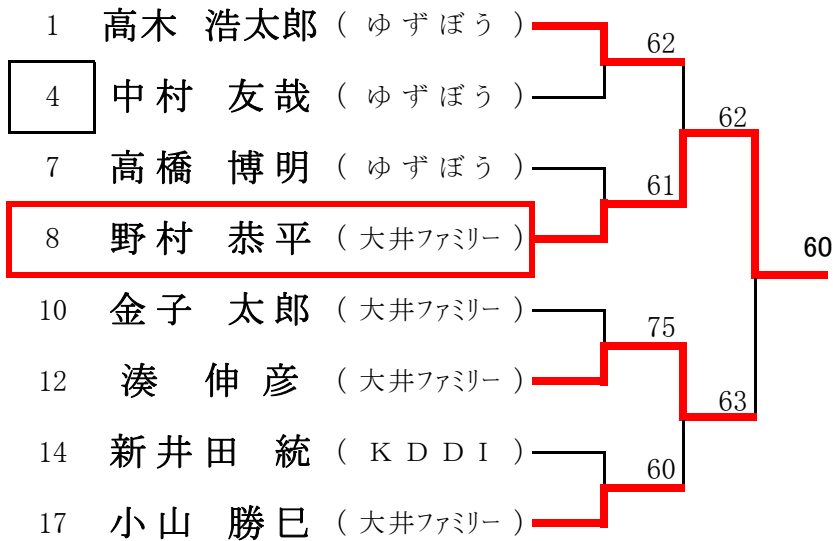 1 高木 浩太郎 ( ゆずぼう )
62
4 中村 友哉 ( ゆずぼう )
62
7 高橋 博明 ( ゆずぼう )
61
8 野村 恭平 ( 大井ファミリー )
60
10 金子 太郎 ( 大井ファミリー )
75
12 湊 伸彦 ( 大井ファミリー )
63
14 新井田 統 ( KDDI )
60
17 小山 勝巳 ( 大井ファミリー )